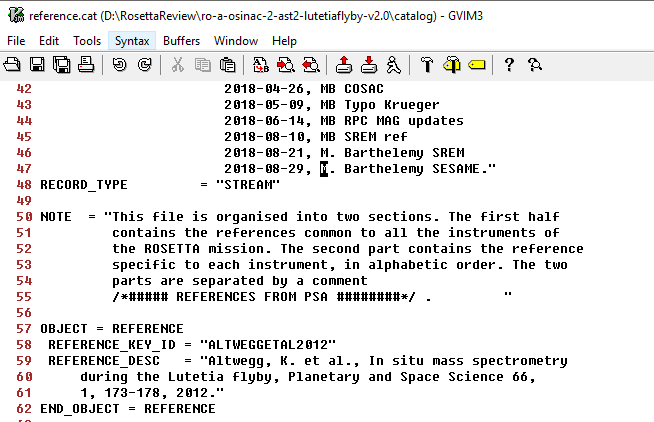 reference.cat (D:\RosettaReview\ro-a-osinac-2-ast2-lutetiaflyby-v2.0\catalog) - GVIM3
File Edit Tools Syntax Buffers Window Help
42 2018-04-26, MB COSAC
43 2018-05-09, MB Typo Krueger
44 2018-06-14, MB RPC MAG updates
45 2018-08-10, MB SREM ref
46 2018-08-21, M. Barthelemy SREM
47 2018-08-29, M. Barthelemy SESAME."
48 RECORD_TYPE = "STREAM"
49
50 NOTE = "This file is organised into two sections. The first half
51 contains the references common to all the instruments of
52 the ROSETTA mission. The second part contains the reference
53 specific to each instrument, in alphabetic order. The two
54 parts are separated by a comment
55 /*##### REFERENCES FROM PSA ########*/ . "
56
57 OBJECT = REFERENCE
58 REFERENCE_KEY_ID = "ALTWEGGETAL2012"
59 REFERENCE_DESC = "Altwegg, K. et al., In situ mass spectrometry
60 during the Lutetia flyby, Planetary and Space Science 66,
61 1, 173-178, 2012."
62 END_OBJECT = REFERENCE